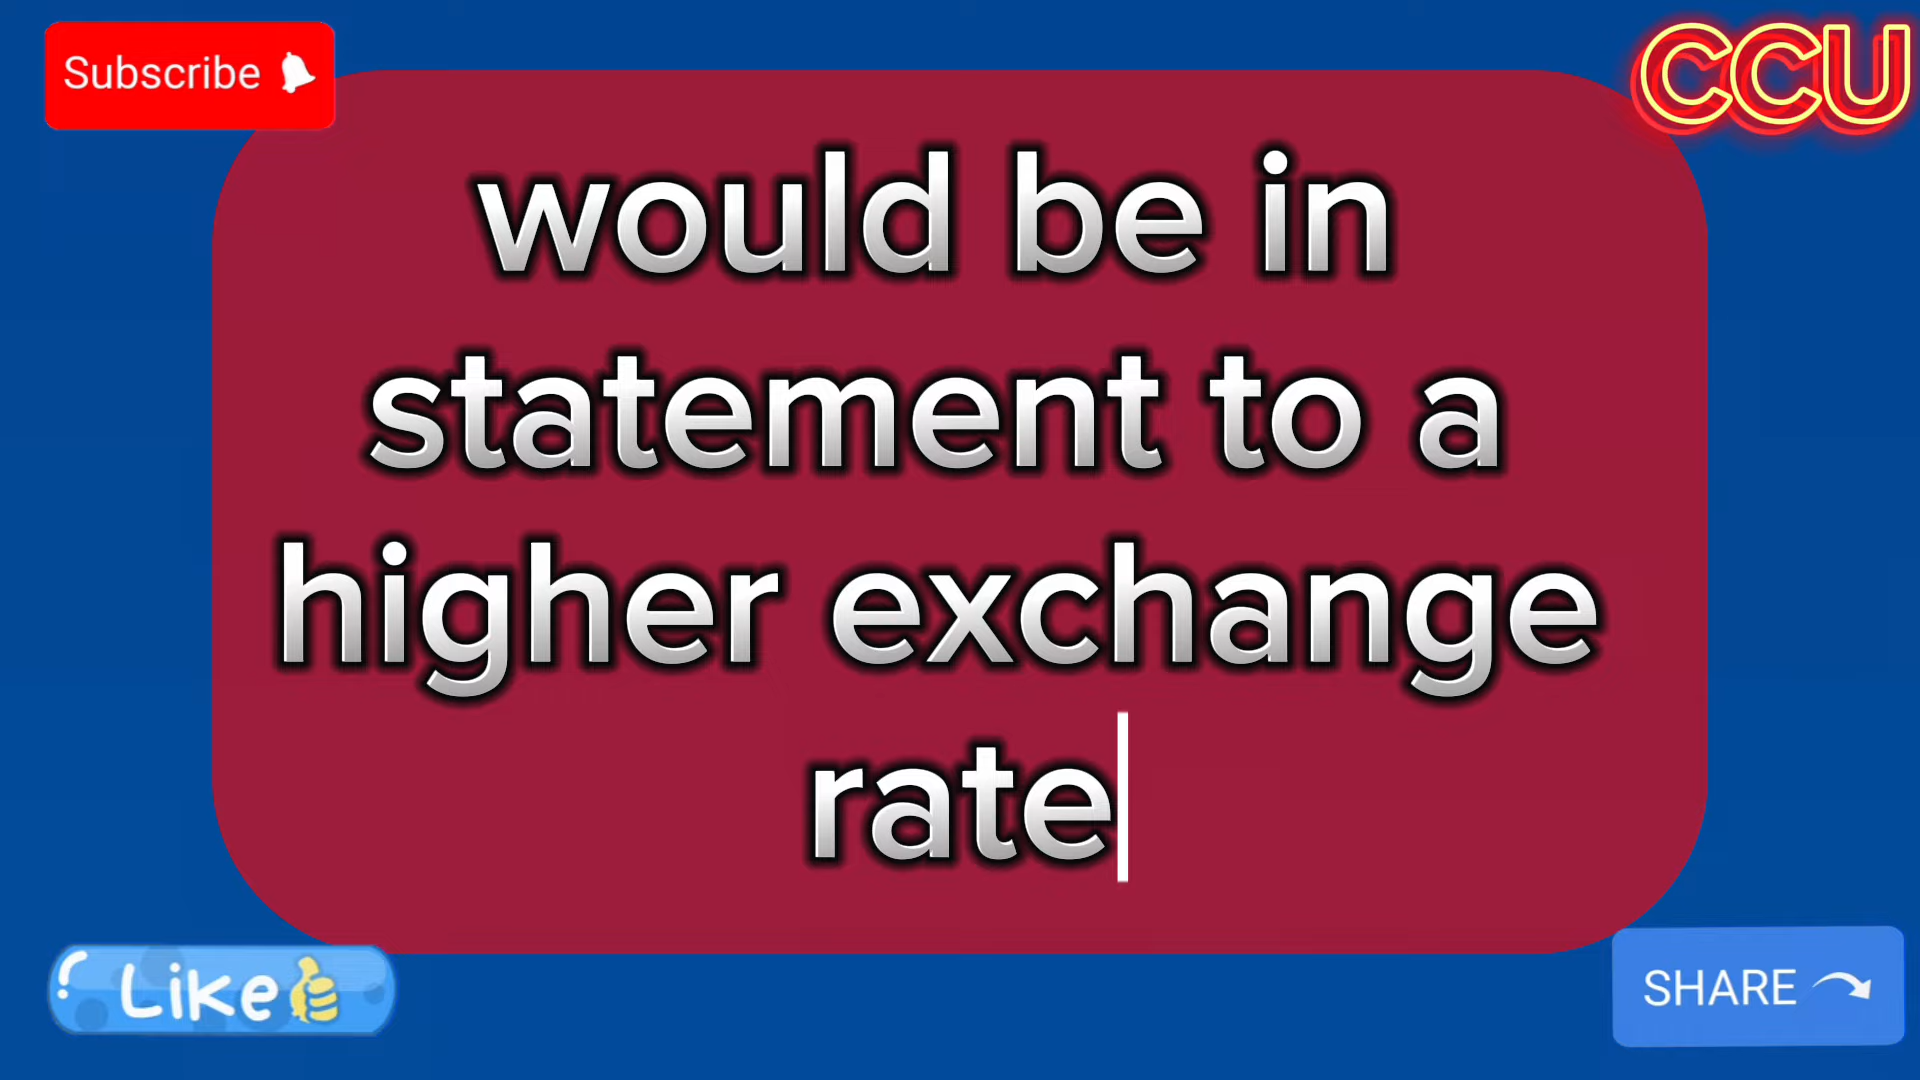 Subscribe
CCU
would be in
statement to a
higher exchange
rate
Like
SHARE